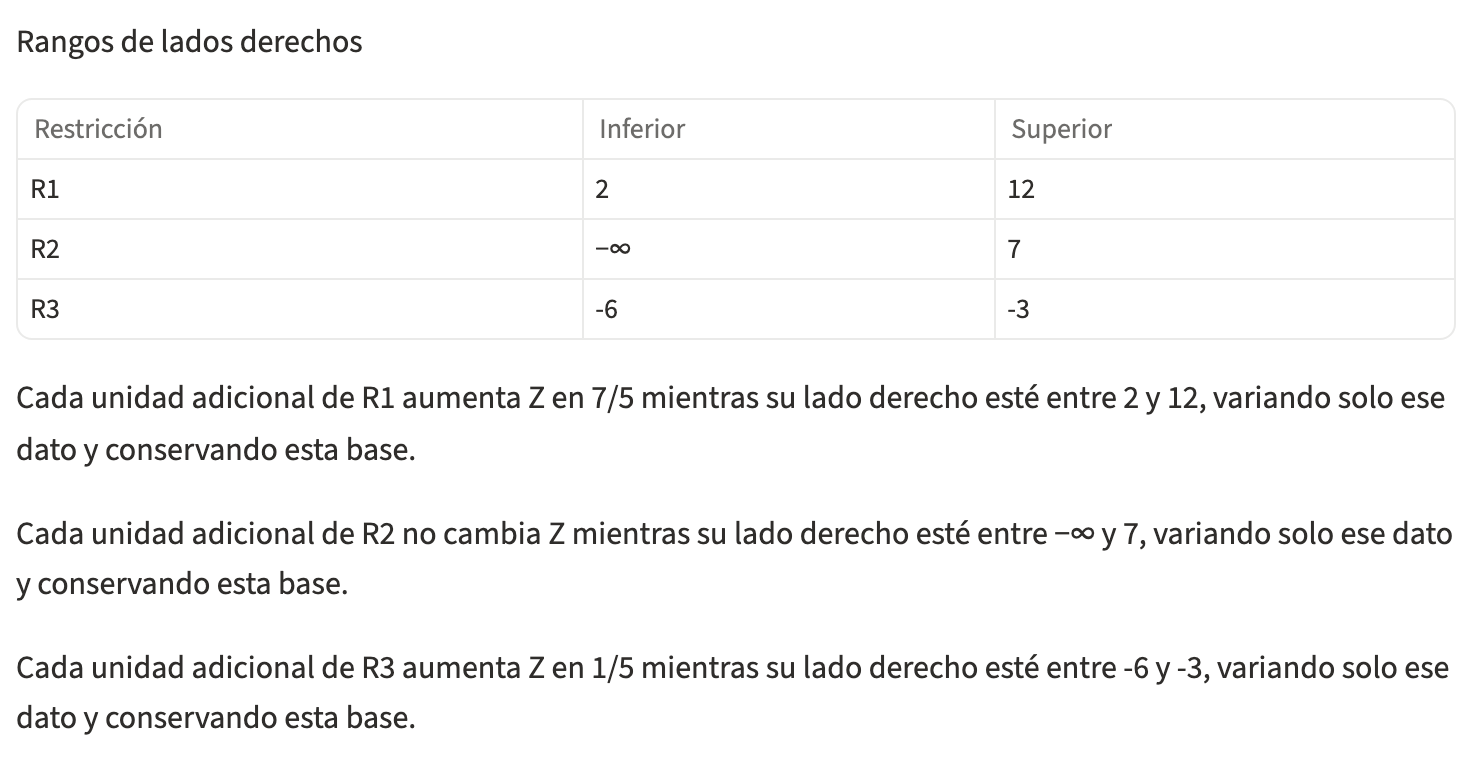 Rangos de lados derechos
Restricción Inferior Superior
R1 2 12
R2 −∞ 7
R3 -6 -3
Cada unidad adicional de R1 aumenta Z en 7/5 mientras su lado derecho esté entre 2 y 12, variando solo ese
dato y conservando esta base.
Cada unidad adicional de R2 no cambia Z mientras su lado derecho esté entre −∞ y 7, variando solo ese dato
y conservando esta base.
Cada unidad adicional de R3 aumenta Z en 1/5 mientras su lado derecho esté entre -6 y -3, variando solo ese
dato y conservando esta base.